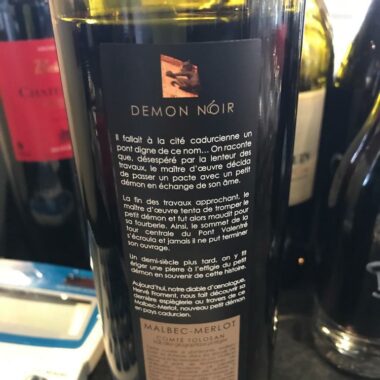 DEMON NOIR
Il fallait à la cité cadurcienne un
pont digne de ce nom... On raconte
que, désespéré par la lenteur des
travaux, le maître d'œuvre décida
de passer un pacte avec un petit
démon en échange de son âme.
La fin des travaux approchant, le
maître d'œuvre tenta de tromper le
petit démon et fut alors maudit pour
sa fourberie. Ainsi, le sommet de la
tour centrale du Pont Valentré
s'écroula et jamais il ne put terminer
son ouvrage.
Un demi-siècle plus tard, on y fit
ériger une pierre à l'effigie du petit
démon en souvenir de cette histoire.
Aujourd'hui, notre diable d'œnologue,
Hervé Froment, nous fait découvrir sa
dernière espièglerie au travers de ce
Malbec-Merlot, nouveau petit démon
en pays cadurcien.
MALBEC-MERLOT
COMTÉ TOLOSAN